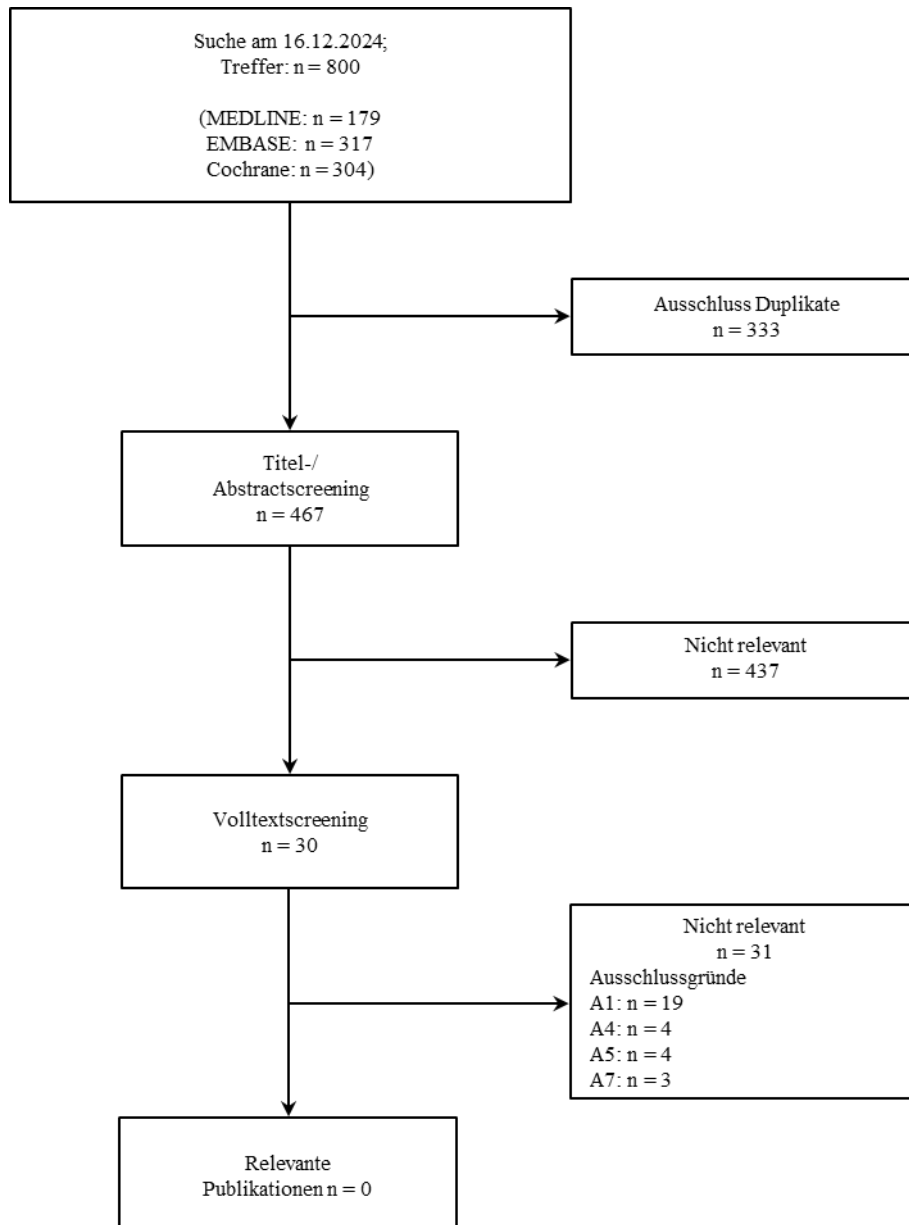 Suche am 16.12.2024;
Treffer: n = 800
(MEDLINE: n = 179
EMBASE: n = 317
Cochrane: n = 304)
Ausschluss Duplikate
n = 333
Titel-/
Abstractscreening
n = 467
Nicht relevant
n = 437
Volltextscreening
n = 30
Nicht relevant
n = 31
Ausschlussgründe
A1: n = 19
A4: n = 4
A5: n = 4
A7: n = 3
Relevante
Publikationen n = 0